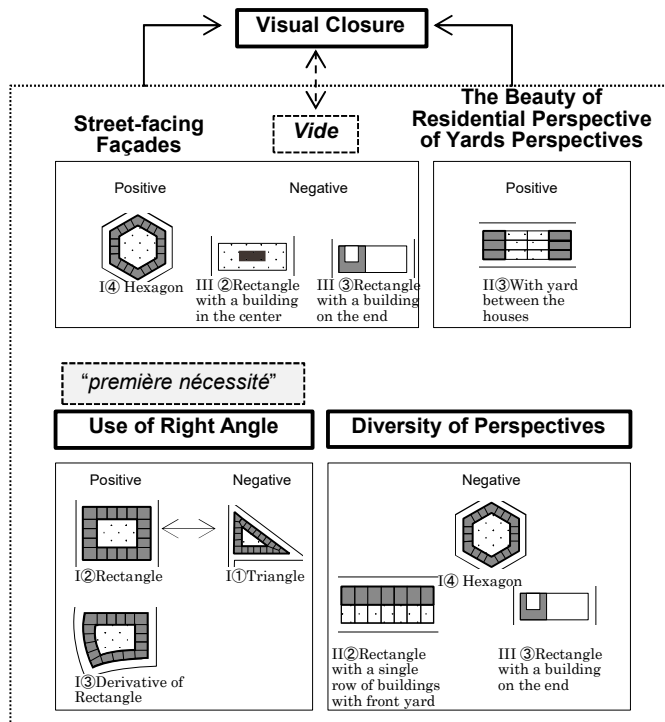 Visual Closure
Street-facing
Façades
Vide
The Beauty of
Residential Perspective
of Yards Perspectives
Positive
Negative
I④ Hexagon
III ②Rectangle
with a building
in the center
III ③Rectangle
with a building
on the end
Positive
II③With yard
between the
houses
“première nécessité”
Use of Right Angle
Diversity of Perspectives
Positive
Negative
I②Rectangle
I①Triangle
I③Derivative of
Rectangle
Negative
I④ Hexagon
II②Rectangle
with a single
row of buildings
with front yard
III ③Rectangle
with a building
on the end